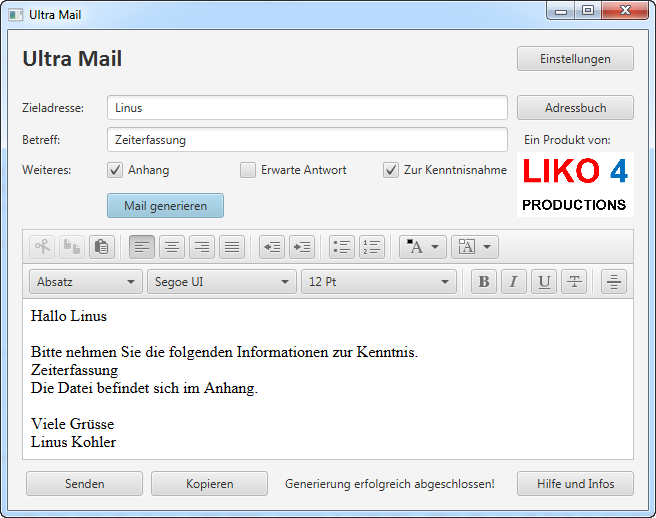 Ultra Mail
Ultra Mail
Einstellungen
Zieladresse:
Linus
Adressbuch
Betreff:
Zeiterfassung
Ein Produkt von:
Weiteres:
Anhang
Erwarte Antwort
Zur Kenntnisnahme
LIKO 4
PRODUCTIONS
Mail generieren
Absatz
Segoe UI
12 Pt
B I U T
Hallo Linus
Bitte nehmen Sie die folgenden Informationen zur Kenntnis.
Zeiterfassung
Die Datei befindet sich im Anhang.
Viele Grüsse
Linus Kohler
Senden
Kopieren
Generierung erfolgreich abgeschlossen!
Hilfe und Infos